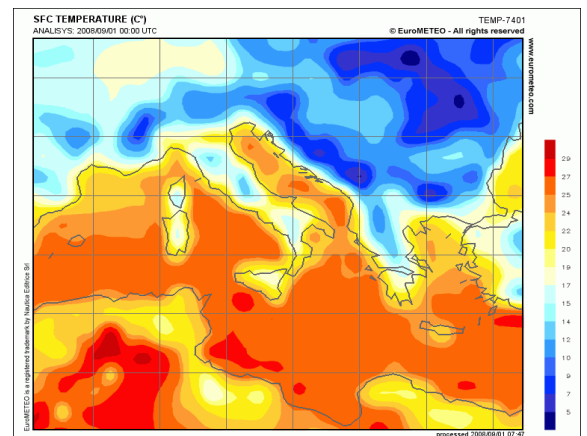 SFC TEMPERATURE (C°)
TEMP-7401
ANALISYS: 2008/09/01 00:00 UTC
© EuroMETEO - All rights reserved
www.eurometeo.com
29
27
25
24
22
20
19
17
15
14
12
10
9
7
5
EuroMETEO is a registered trademark by Nautica Editrice Srl
processed 2008/09/01 07:47